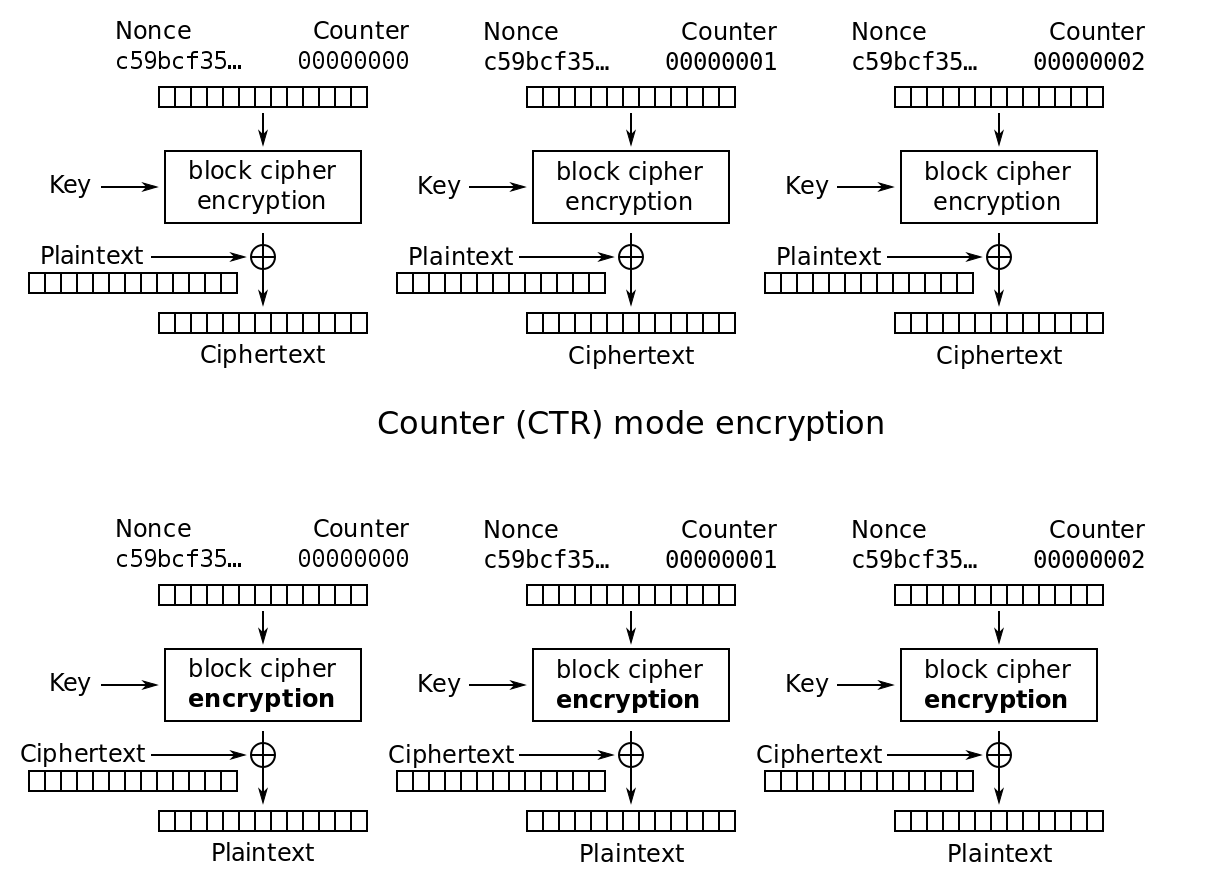 Nonce Counter Nonce Counter Nonce Counter
c59bcf35… 00000000 c59bcf35… 00000001 c59bcf35… 00000002
block cipher block cipher block cipher
Key Key Key
encryption encryption encryption
Plaintext Plaintext Plaintext
Ciphertext Ciphertext Ciphertext
Counter (CTR) mode encryption
Nonce Counter Nonce Counter Nonce Counter
c59bcf35… 00000000 c59bcf35… 00000001 c59bcf35… 00000002
block cipher block cipher block cipher
Key Key Key
encryption encryption encryption
Ciphertext Ciphertext Ciphertext
Plaintext Plaintext Plaintext